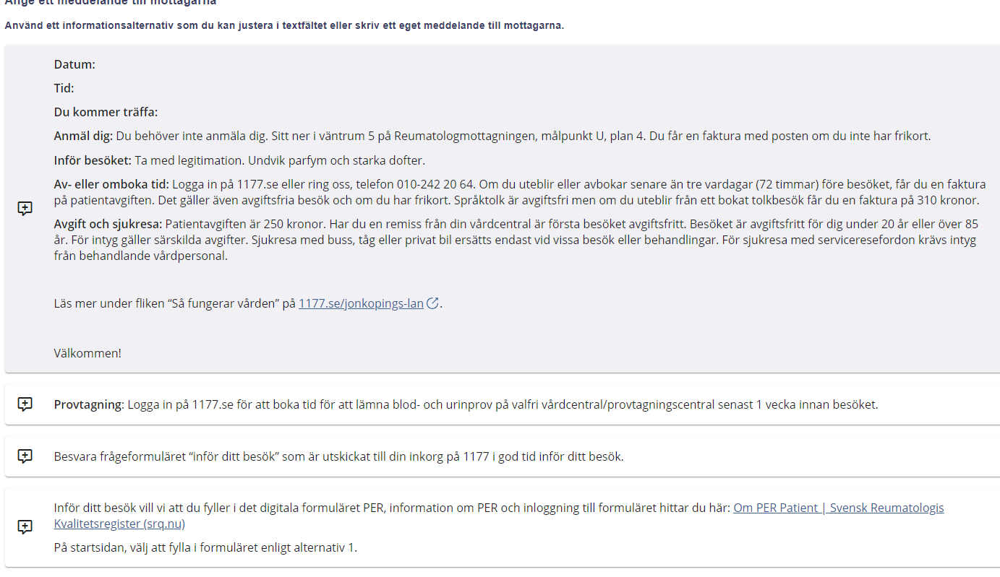 Ange ett meddelande till mottagarna
Använd ett informationsalternativ som du kan justera i textfältet eller skriv ett eget meddelande till mottagarna.
Datum:
Tid:
Du kommer träffa:
Anmäl dig: Du behöver inte anmäla dig. Sitt ner i väntrum 5 på Reumatologmottagningen, målpunkt U, plan 4. Du får en faktura med posten om du inte har frikort.
Inför besöket: Ta med legitimation. Undvik parfym och starka dofter.
Av- eller omboka tid: Logga in på 1177.se eller ring oss, telefon 010-242 20 64. Om du uteblir eller avbokar senare än tre vardagar (72 timmar) före besöket, får du en faktura
på patientavgiften. Det gäller även avgiftsfria besök och om du har frikort. Språktolk är avgiftsfri men om du uteblir från ett bokat tolkbesök får du en faktura på 310 kronor.
Avgift och sjukresa: Patientavgiften är 250 kronor. Har du en remiss från din vårdcentral är första besöket avgiftsfritt. Besöket är avgiftsfritt för dig under 20 år eller över 85
år. För intyg gäller särskilda avgifter. Sjukresa med buss, tåg eller privat bil ersätts endast vid vissa besök eller behandlingar. För sjukresa med serviceresefordon krävs intyg
från behandlande vårdpersonal.
Läs mer under fliken “Så fungerar vården” på 1177.se/jonkopings-lan.
Välkommen!
Provtagning: Logga in på 1177.se för att boka tid för att lämna blod- och urinprov på valfri vårdcentral/provtagningscentral senast 1 vecka innan besöket.
Besvara frågeformuläret “inför ditt besök” som är utskickat till din inkorg på 1177 i god tid inför ditt besök.
Inför ditt besök vill vi att du fyller i det digitala formuläret PER, information om PER och inloggning till formuläret hittar du här: Om PER Patient | Svensk Reumatologis
Kvalitetsregister (srq.nu)
På startsidan, välj att fylla i formuläret enligt alternativ 1.